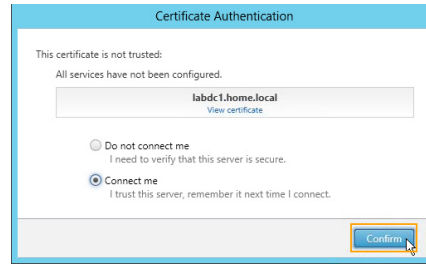 Certificate Authentication
This certificate is not trusted:
All services have not been configured.
labdc1.home.local
View certificate
Do not connect me
I need to verify that this server is secure.
Connect me
I trust this server, remember it next time I connect.
Confirm